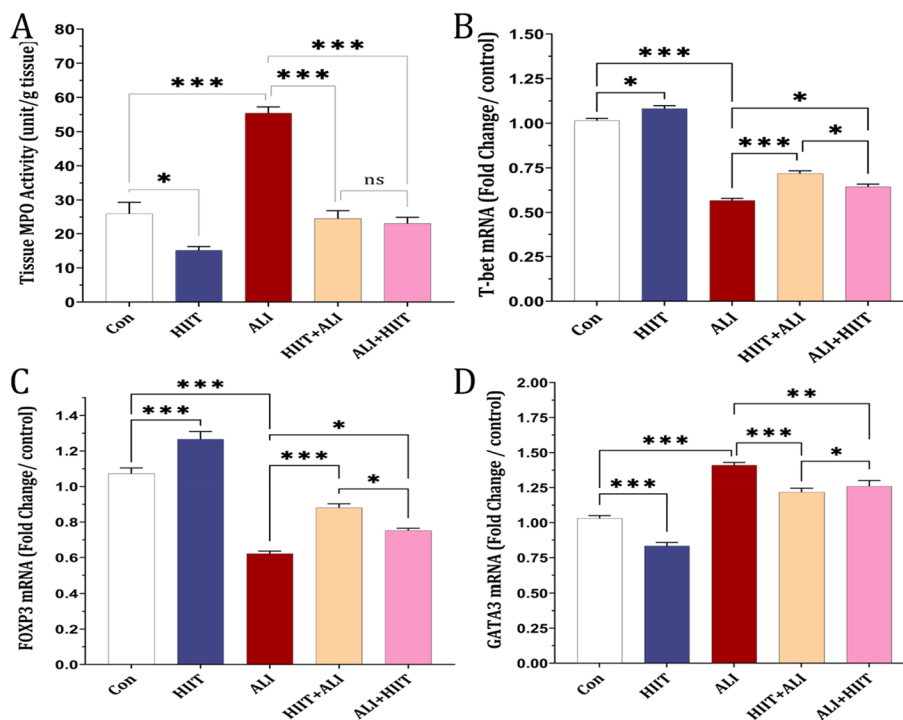 A
Tissue MPO Activity (unit/g tissue)
80
70
60
50
40
30
20
10
0
***
***
***
*
ns
Con
HIIT
ALI
HIIT+ALI
ALI+HIIT
B
T-bet mRNA (Fold Change/ control)
1.50
1.25
1.00
0.75
0.50
0.25
0.00
***
*
*
***
*
Con
HIIT
ALI
HIIT+ALI
ALI+HIIT
C
FOXP3 mRNA (Fold Change/ control)
1.4
1.2
1.0
0.8
0.6
0.4
0.2
0.0
***
***
*
***
*
Con
HIIT
ALI
HIIT+ALI
ALI+HIIT
D
GATA3 mRNA (Fold Change/ control)
2.00
1.75
1.50
1.25
1.00
0.75
0.50
0.25
0.00
**
***
***
*
***
Con
HIIT
ALI
HIIT+ALI
ALI+HIIT